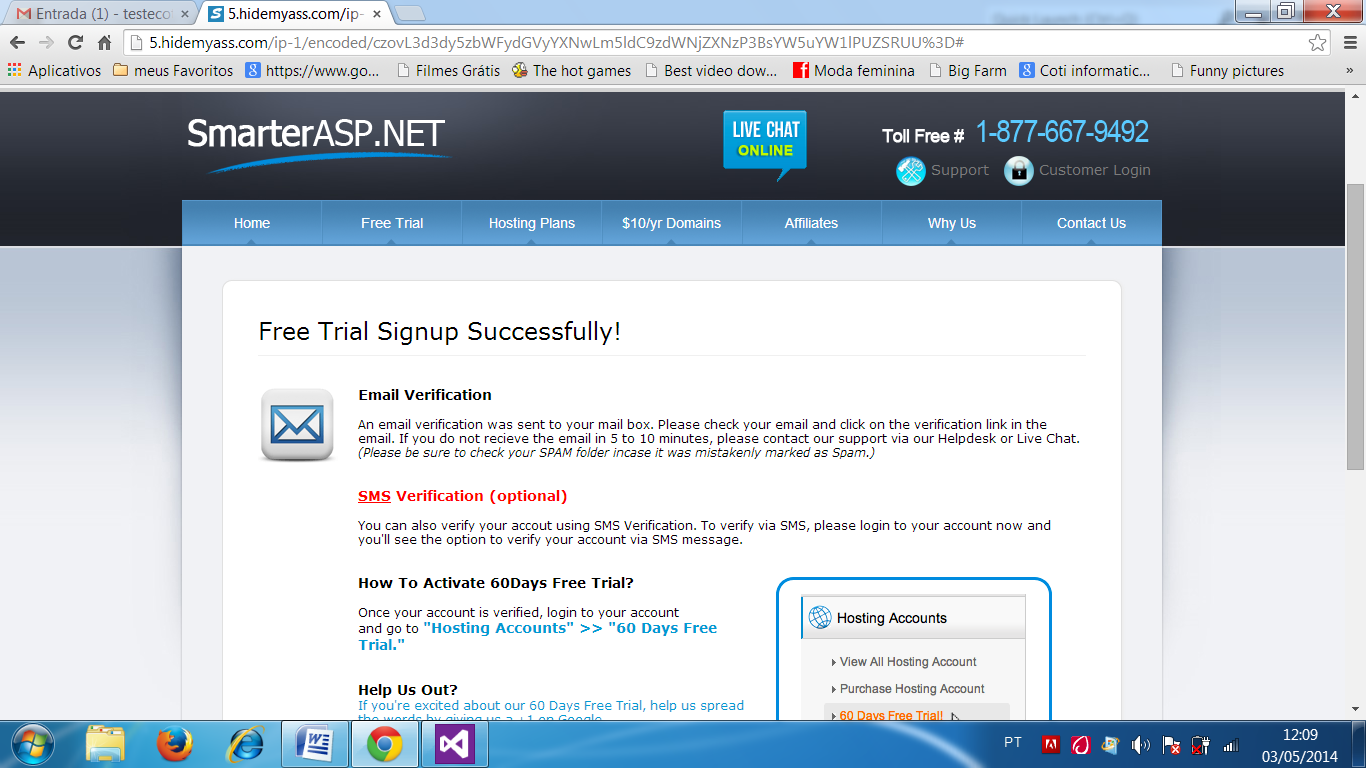 Entrada (1) - testecot
5.hidemyass.com/ip-
5.hidemyass.com/ip-1/encoded/czovL3d3dy5zbWFydGVyYXNwLm5ldC9zdWNjZXNzP3BsYW5uYW1lPUZSRUU%3D#
Aplicativos meus Favoritos https://www.go... Filmes Grátis The hot games Best video dow... Moda feminina Big Farm Coti informatic... Funny pictures »
SmarterASP.NET
LIVE CHAT
ONLINE
Toll Free # 1-877-667-9492
Support Customer Login
Home Free Trial Hosting Plans $10/yr Domains Affiliates Why Us Contact Us
Free Trial Signup Successfully!
Email Verification
An email verification was sent to your mail box. Please check your email and click on the verification link in the
email. If you do not recieve the email in 5 to 10 minutes, please contact our support via our Helpdesk or Live Chat.
(Please be sure to check your SPAM folder incase it was mistakenly marked as Spam.)
SMS Verification (optional)
You can also verify your accout using SMS Verification. To verify via SMS, please login to your account now and
you'll see the option to verify your account via SMS message.
How To Activate 60Days Free Trial?
Once your account is verified, login to your account
and go to "Hosting Accounts" >> "60 Days Free
Trial."
Hosting Accounts
View All Hosting Account
Purchase Hosting Account
60 Days Free Trial!
Help Us Out?
If you're excited about our 60 Days Free Trial, help us spread
the words by giving us a +1 on Google
PT
12:09
03/05/2014